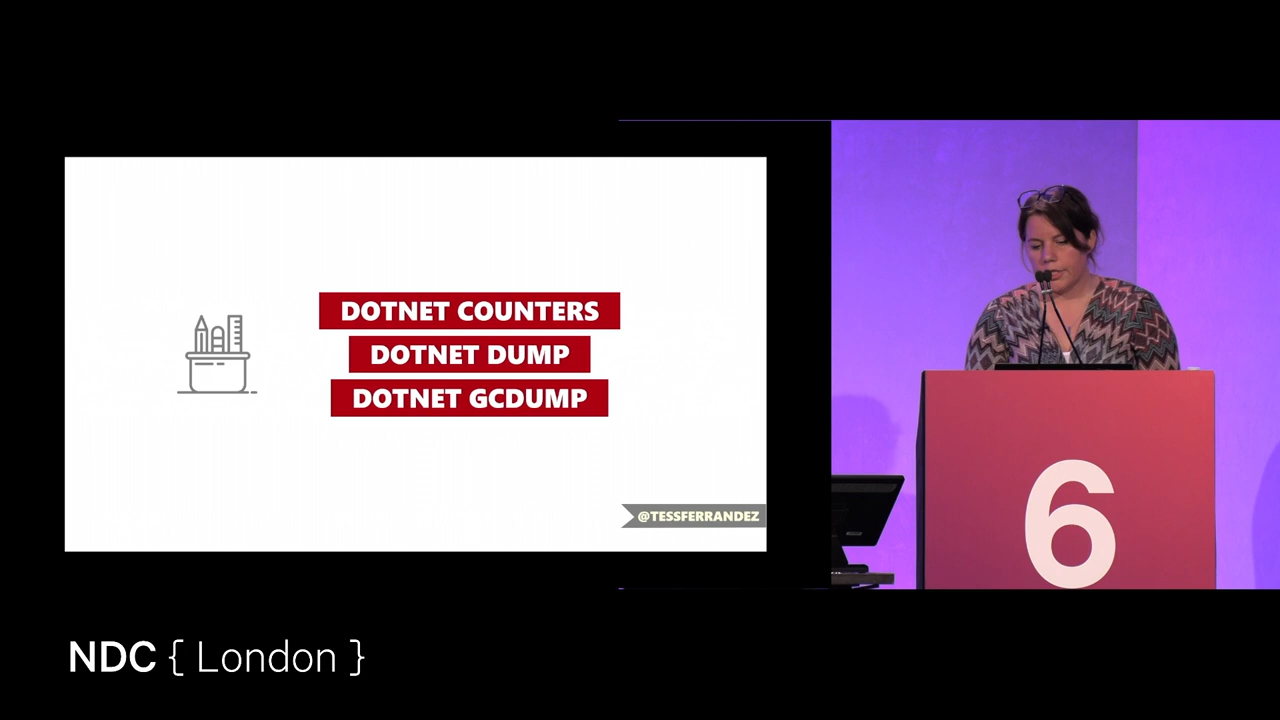 DOTNET COUNTERS
DOTNET DUMP
DOTNET GCDUMP
@TESSFERRANDEZ
6
NDC { London }